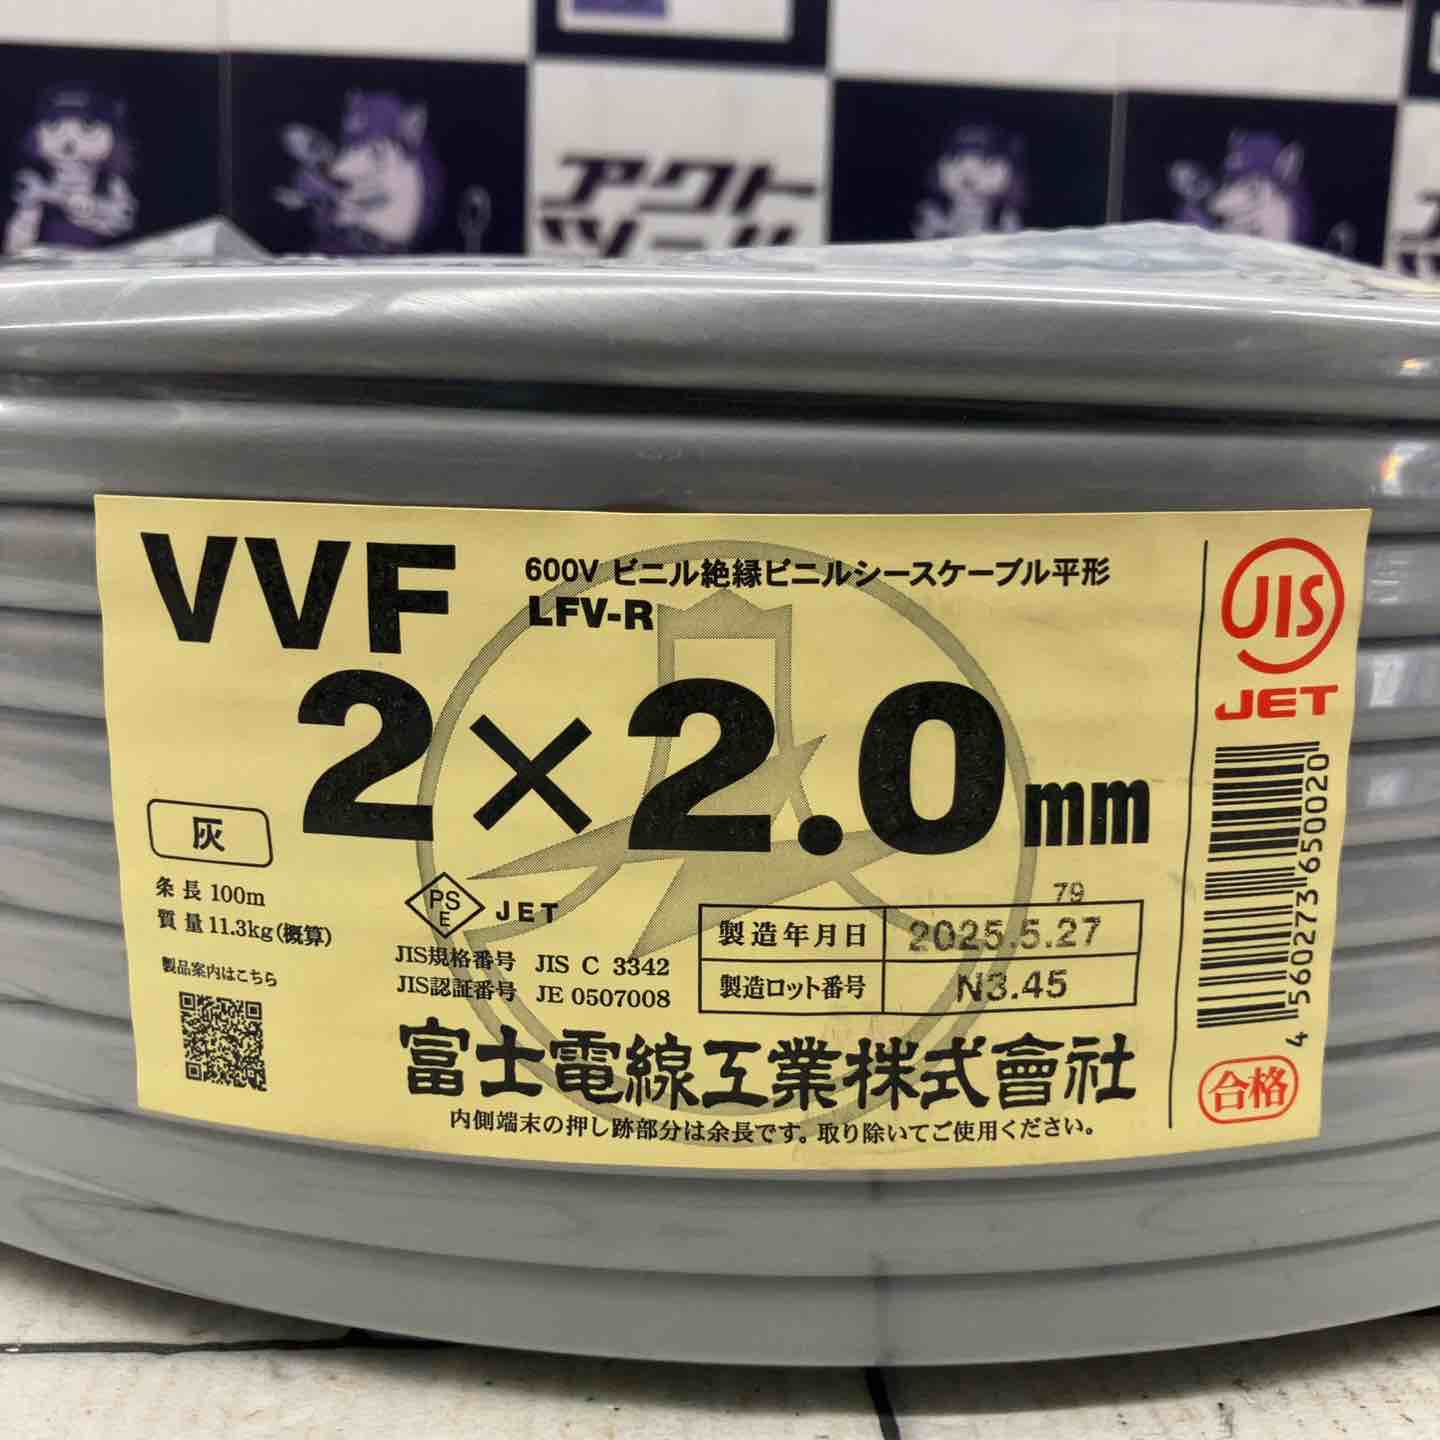 アクト
ツール
VVF
600V ビニル絶縁ビニルシースケーブル平形
LFV-R
2×2.0mm
灰
条長 100m
質量 11.3kg(概算)
製品案内はこちら
PSE JET
JIS規格番号 JIS C 3342
JIS認証番号 JE 0507008
79
製造年月日 2025.5.27
製造ロット番号 N3.45
富士電線工業株式會社
内側端末の押し跡部分は余長です。取り除いてご使用ください。
JIS
JET
4560273650020
合格